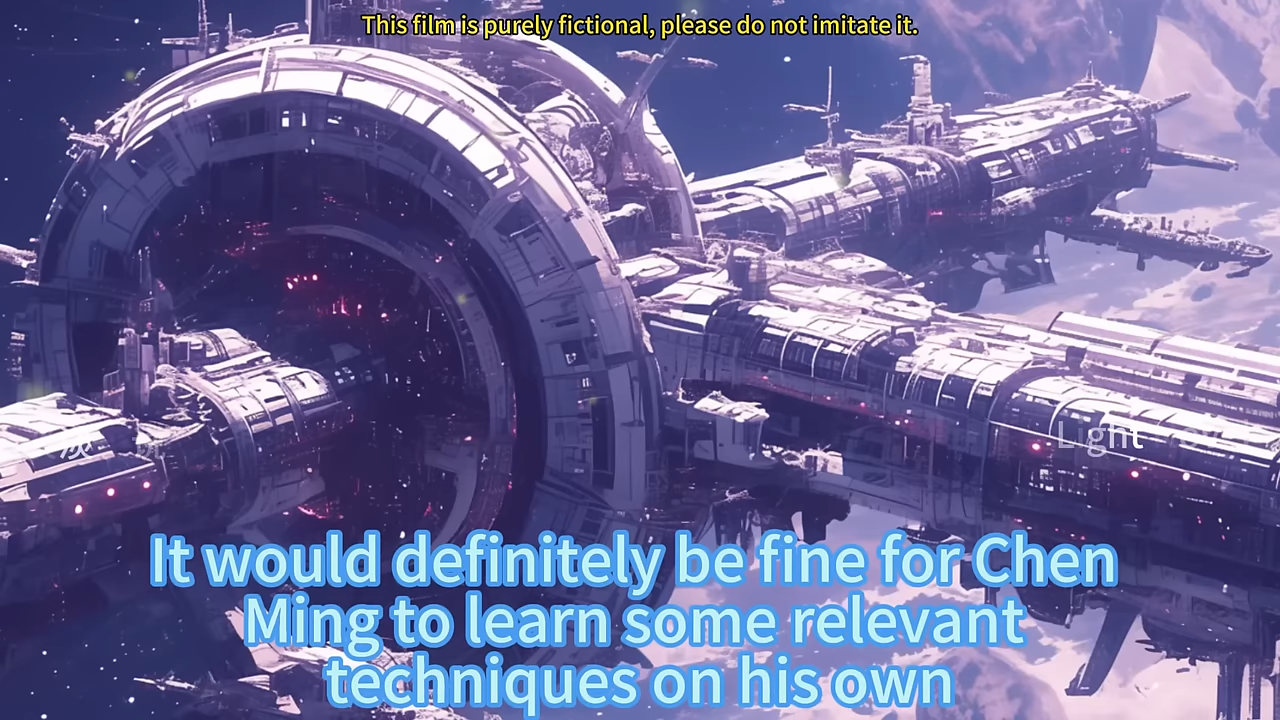 This film is purely fictional, please do not imitate it.
Light
It would definitely be fine for Chen
Ming to learn some relevant
techniques on his own